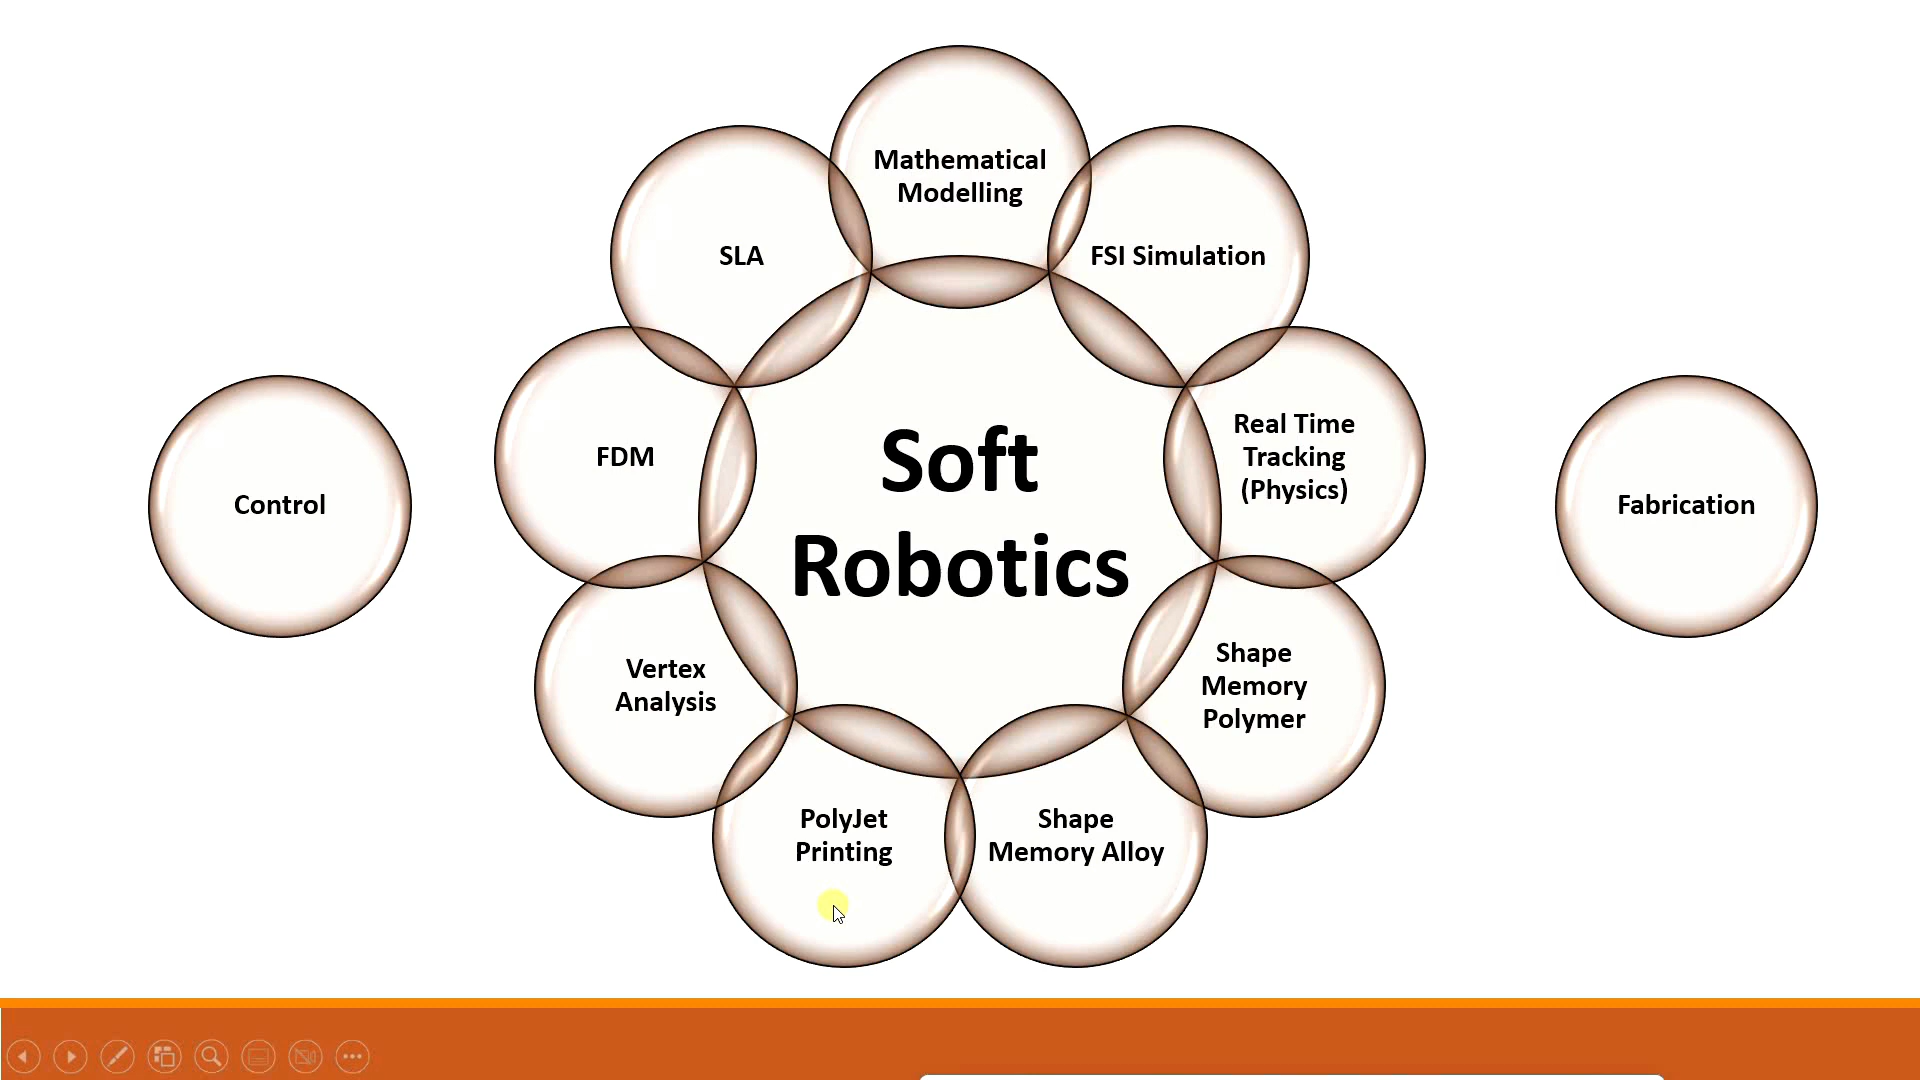 Mathematical
Modelling
SLA
FSI Simulation
Real Time
Tracking
(Physics)
FDM
Soft
Robotics
Control
Fabrication
Vertex
Analysis
Shape
Memory
Polymer
PolyJet
Printing
Shape
Memory Alloy